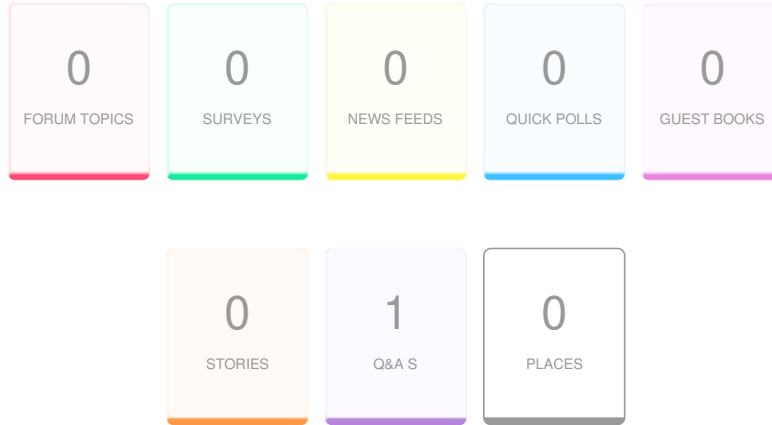 0 0 0 0 0
FORUM TOPICS SURVEYS NEWS FEEDS QUICK POLLS GUEST BOOKS
0 1 0
STORIES Q&A S PLACES